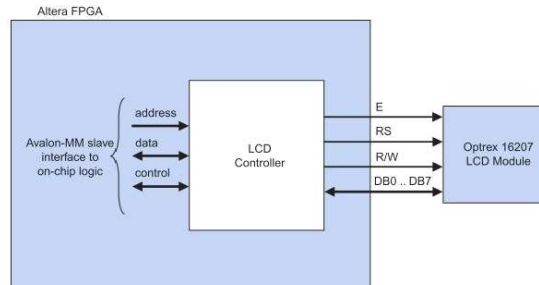 Altera FPGA
Avalon-MM slave
interface to
on-chip logic
address
data
control
LCD
Controller
E
RS
R/W
DB0 .. DB7
Optrex 16207
LCD Module